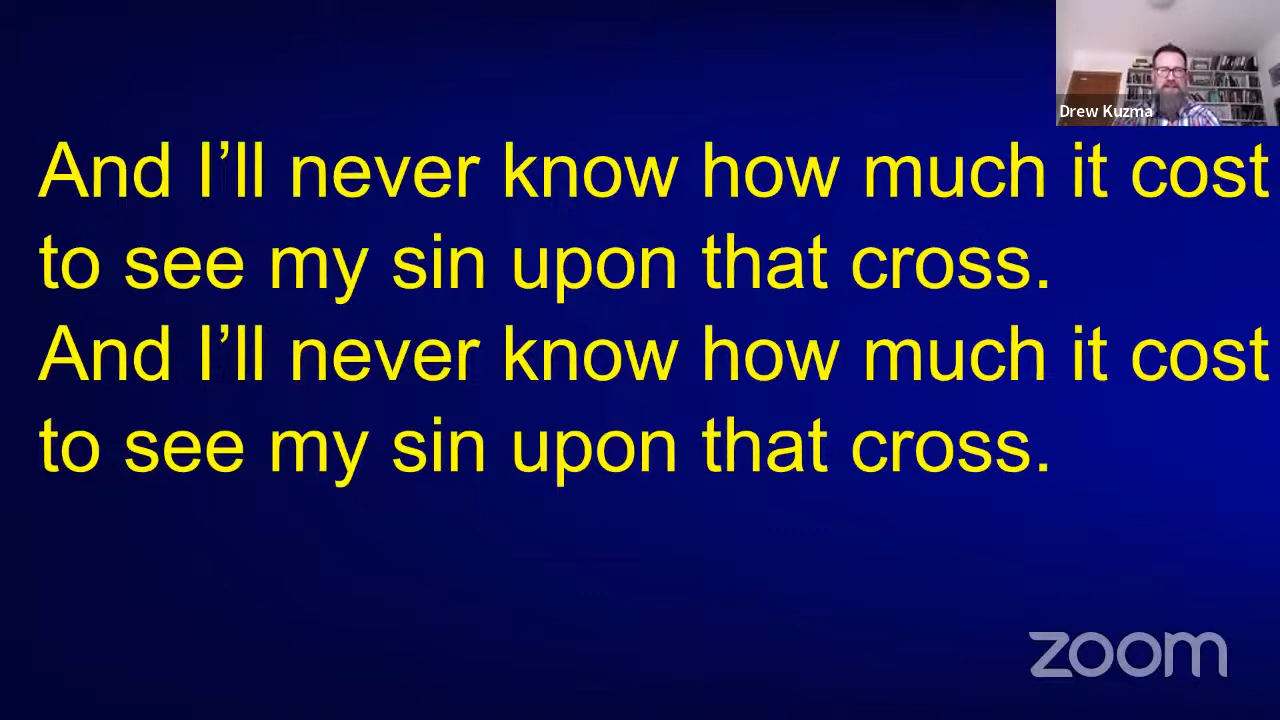 Drew Kuzma
And I’ll never know how much it cost
to see my sin upon that cross.
And I’ll never know how much it cost
to see my sin upon that cross.
zoom